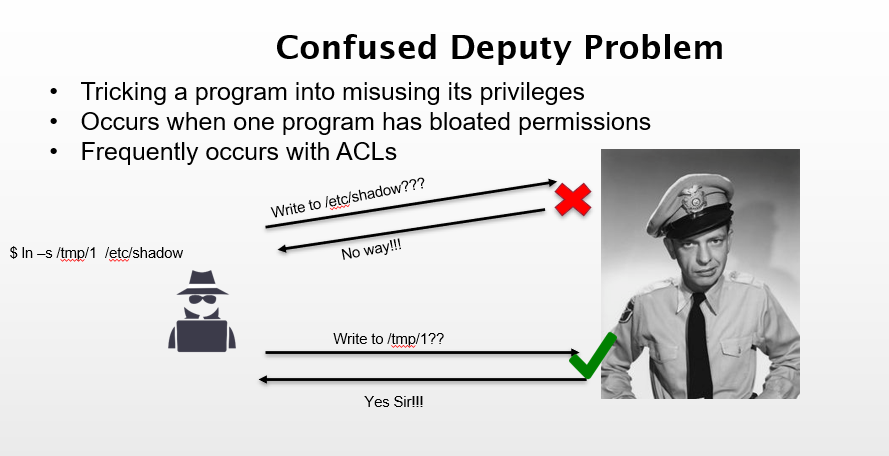 Confused Deputy Problem
• Tricking a program into misusing its privileges
• Occurs when one program has bloated permissions
• Frequently occurs with ACLs
Write to /etc/shadow???
No way!!!
$ ln –s /tmp/1 /etc/shadow
Write to /tmp/1??
Yes Sir!!!